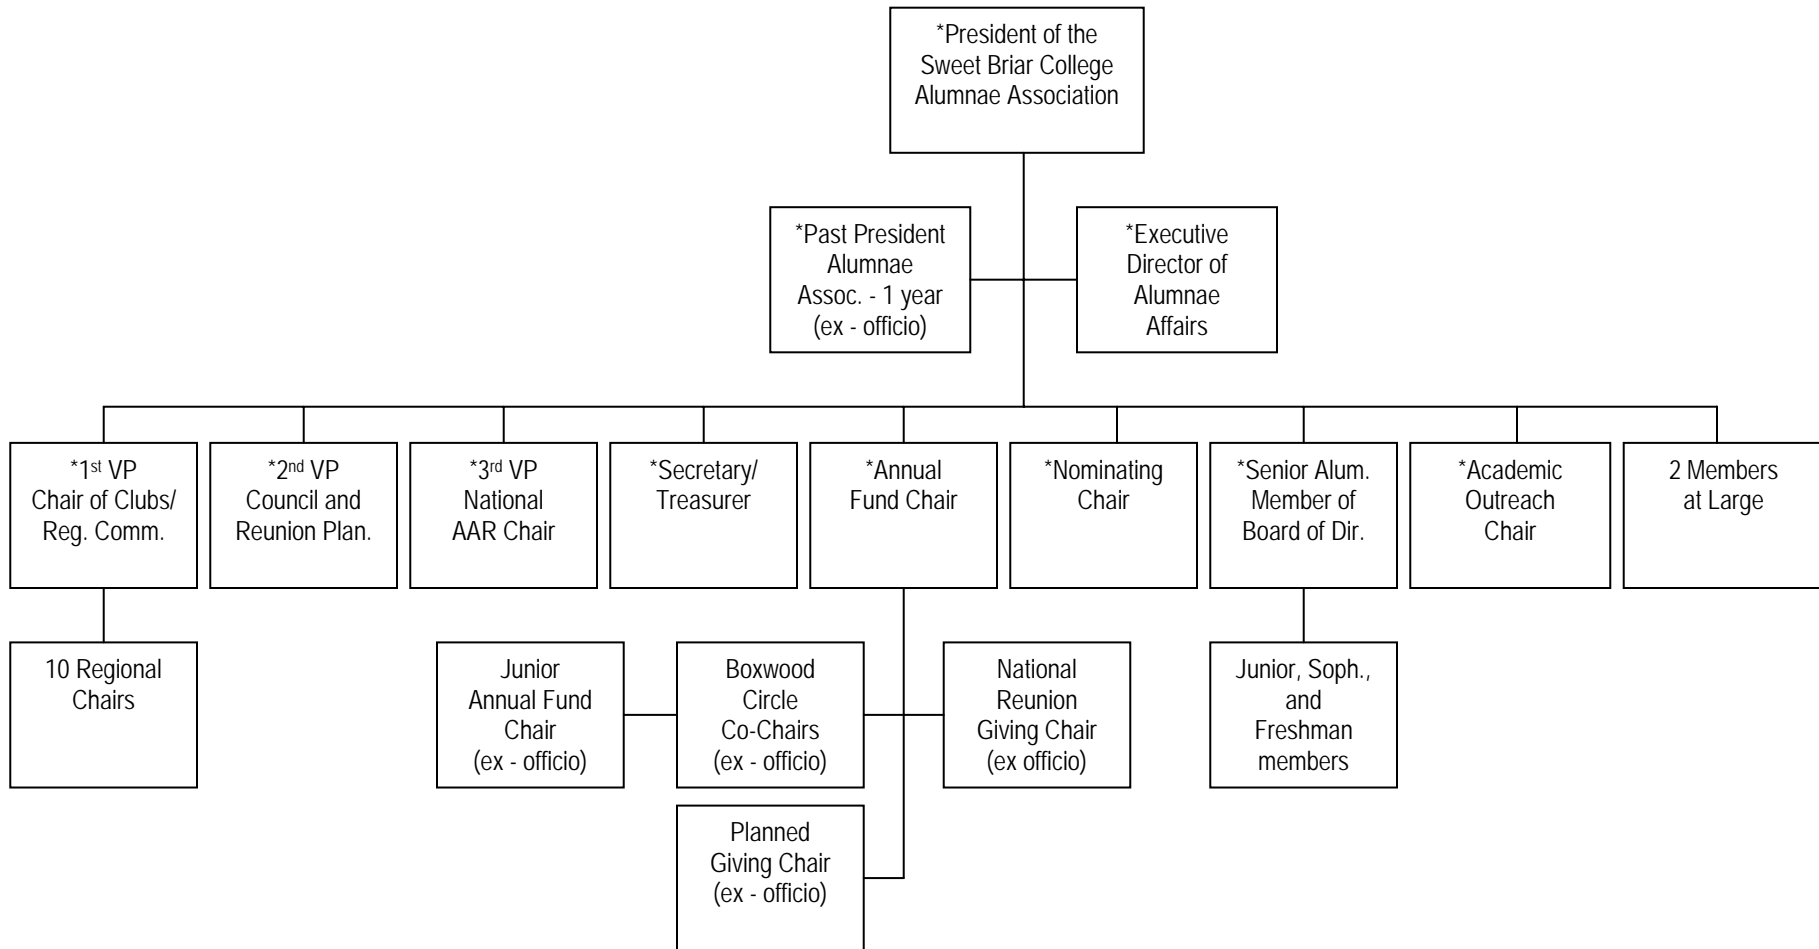 *President of the
Sweet Briar College
Alumnae Association
*Past President
Alumnae
Assoc. - 1 year
(ex - officio)
*Executive
Director of
Alumnae
Affairs
*1st VP
Chair of Clubs/
Reg. Comm.
*2nd VP
Council and
Reunion Plan.
*3rd VP
National
AAR Chair
*Secretary/
Treasurer
*Annual
Fund Chair
*Nominating
Chair
*Senior Alum.
Member of
Board of Dir.
*Academic
Outreach
Chair
2 Members
at Large
10 Regional
Chairs
Junior
Annual Fund
Chair
(ex - officio)
Boxwood
Circle
Co-Chairs
(ex - officio)
National
Reunion
Giving Chair
(ex officio)
Junior, Soph.,
and
Freshman
members
Planned
Giving Chair
(ex - officio)